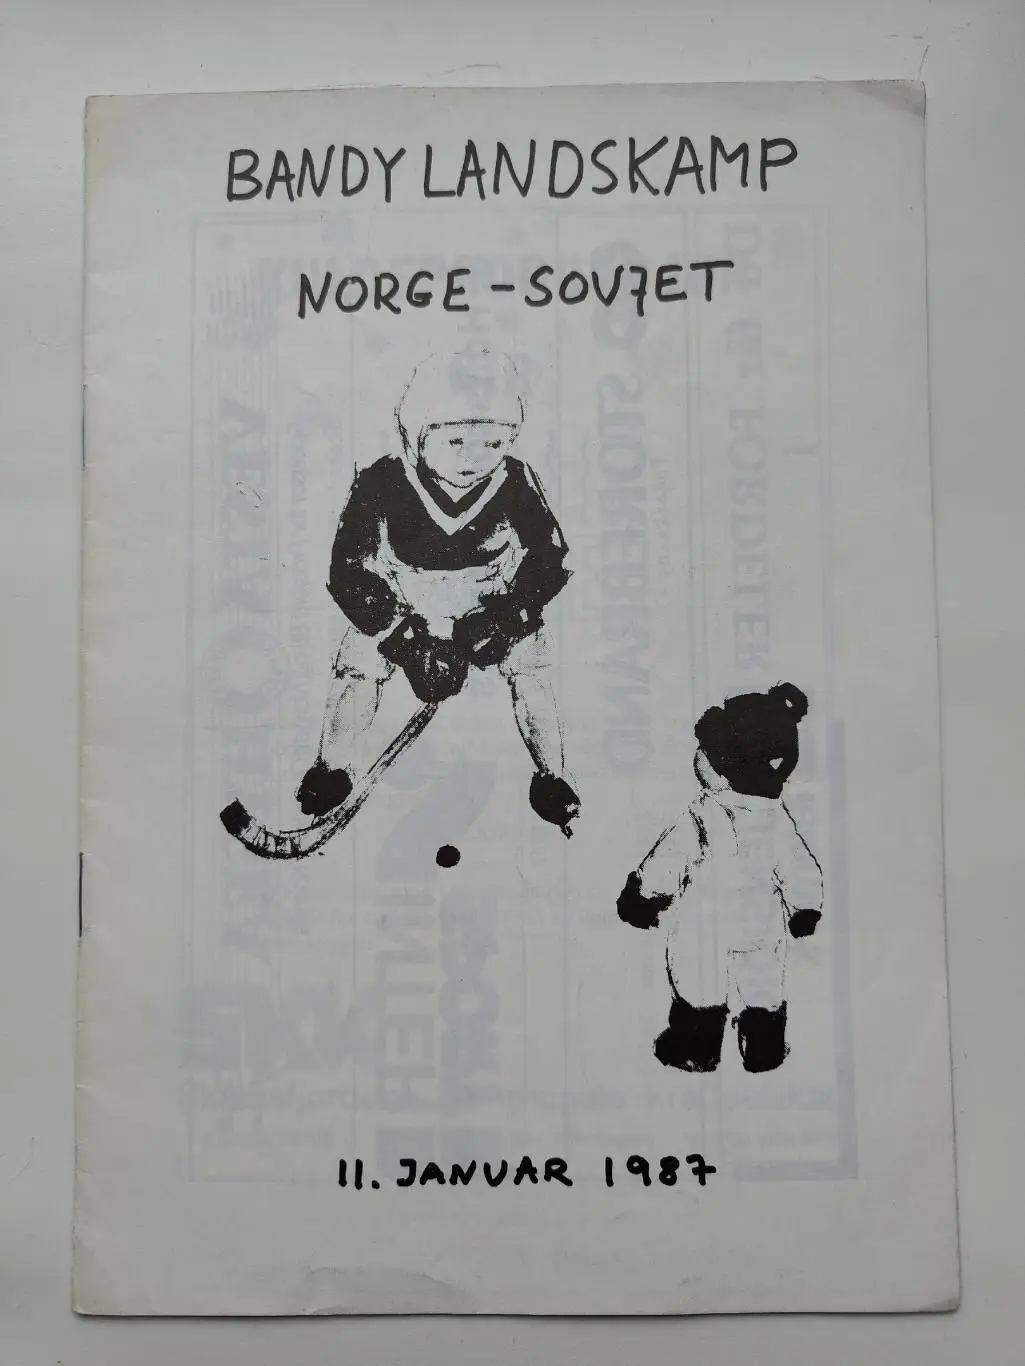 BANDY LANDSKAMP
NORGE - SOVJET
11. JANUAR 1987